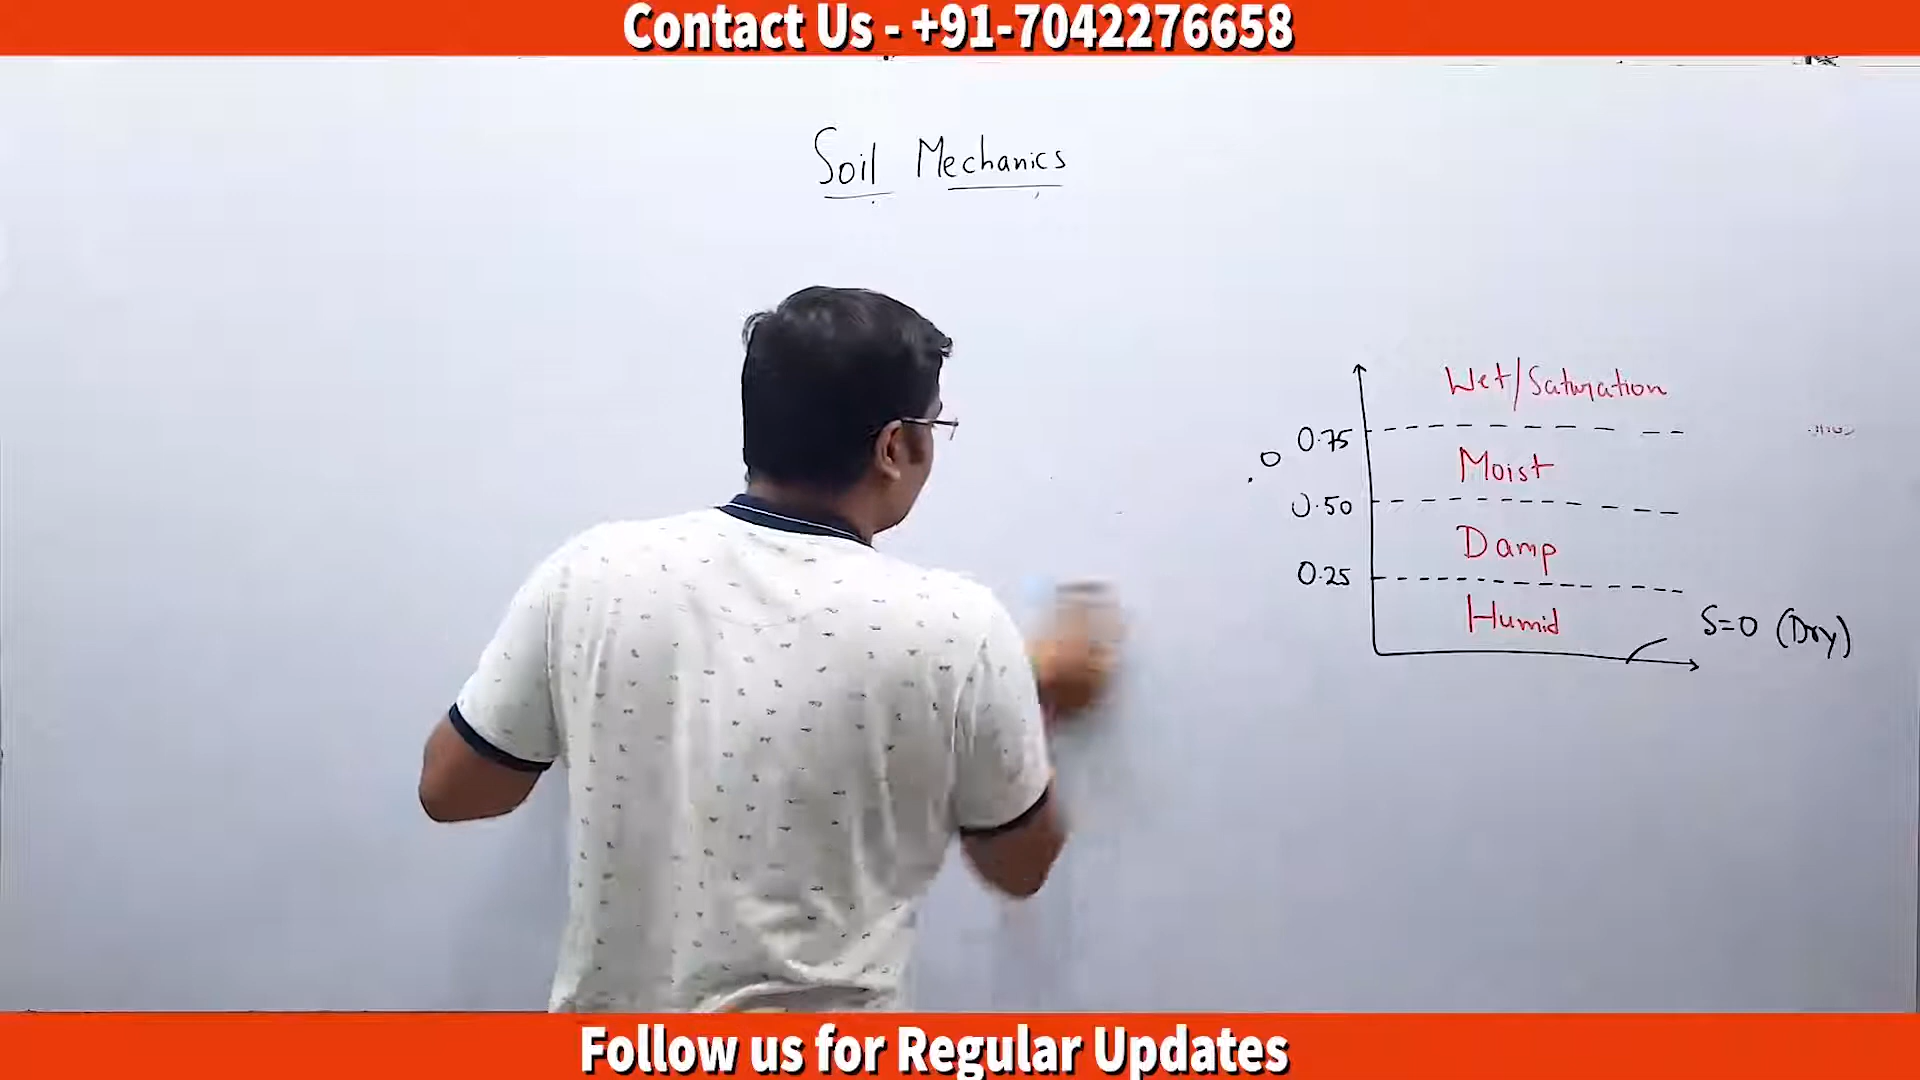 Contact Us - +91-7042276658
Soil Mechanics
Wet/Saturation
0.75
Moist
0.50
Damp
0.25
Humid
S=0 (Dry)
Follow us for Regular Updates